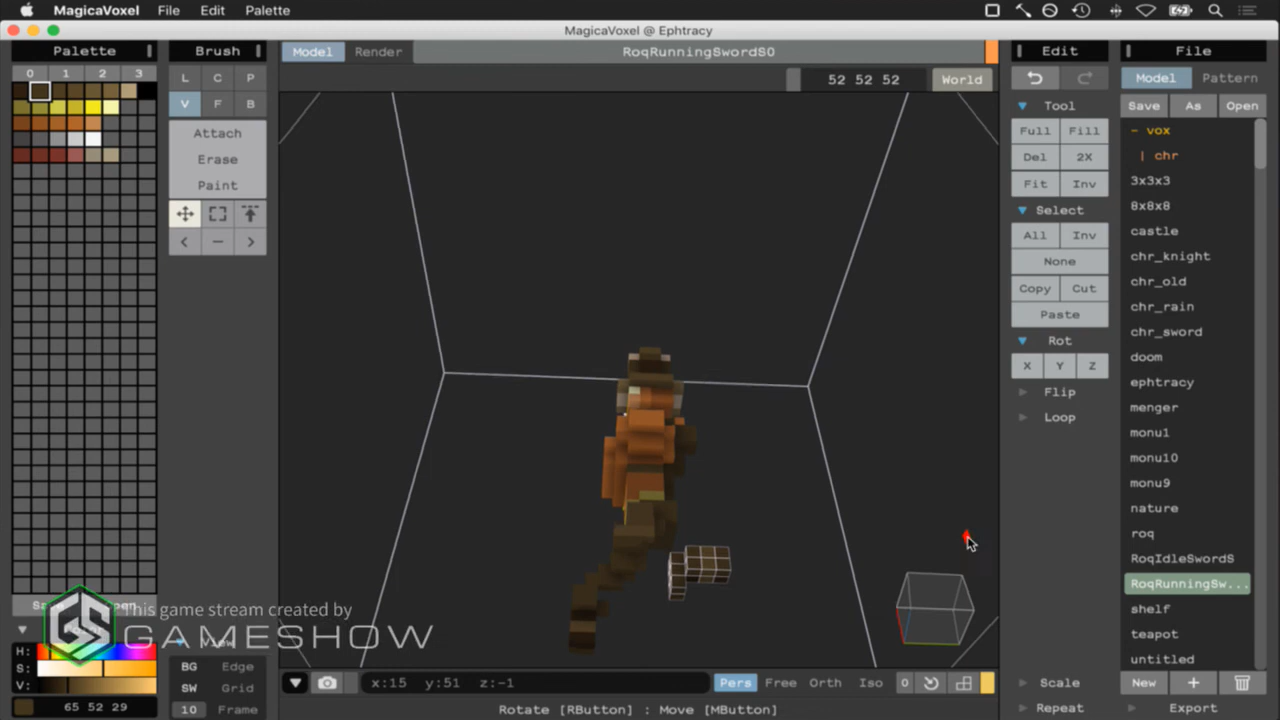 MagicaVoxel File Edit Palette
MagicaVoxel @ Ephtracy
Palette
Brush
Model Render RoqRunningSwordS0
Edit
File
0 1 2 3
L C P
52 52 52 World
Tool
Model Pattern
V F B
Full Fill
Save As Open
Attach
Del 2X
- vox
Erase
Fit Inv
| chr
Paint
Select
3x3x3
All Inv
8x8x8
None
castle
Copy Cut
chr_knight
Paste
chr_old
Rot
chr_rain
X Y Z
chr_sword
Flip
doom
Loop
ephtracy
menger
monu1
monu10
monu9
nature
roq
RoqIdleSwordS
RoqRunningSw...
shelf
teapot
untitled
This game stream created by
GAMESHOW
H:
S:
V:
65 52 29
BG Edge
SW Grid
10 Frame
x:15 y:51 z:-1
Pers Free Orth Iso 0
Scale
New +
Rotate [RButton] : Move [MButton]
Repeat
Export